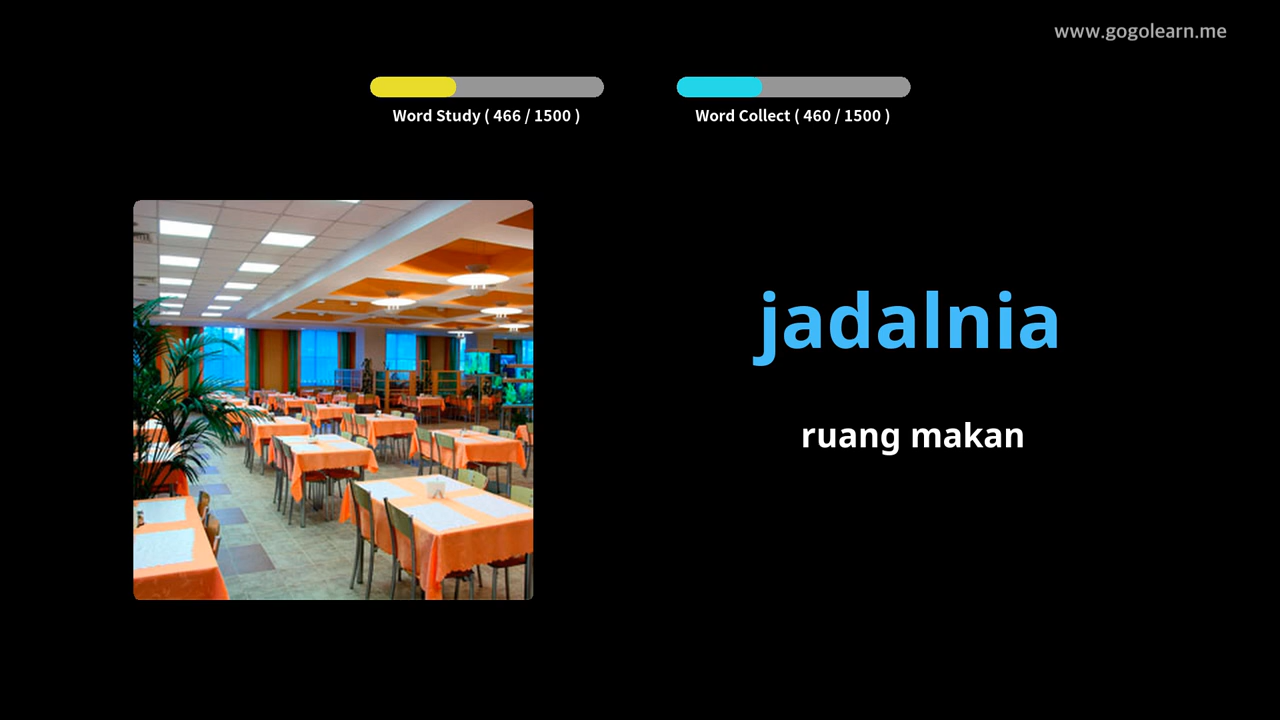 www.gogolearn.me
Word Study ( 466 / 1500 )
Word Collect ( 460 / 1500 )
jadalnia
ruang makan